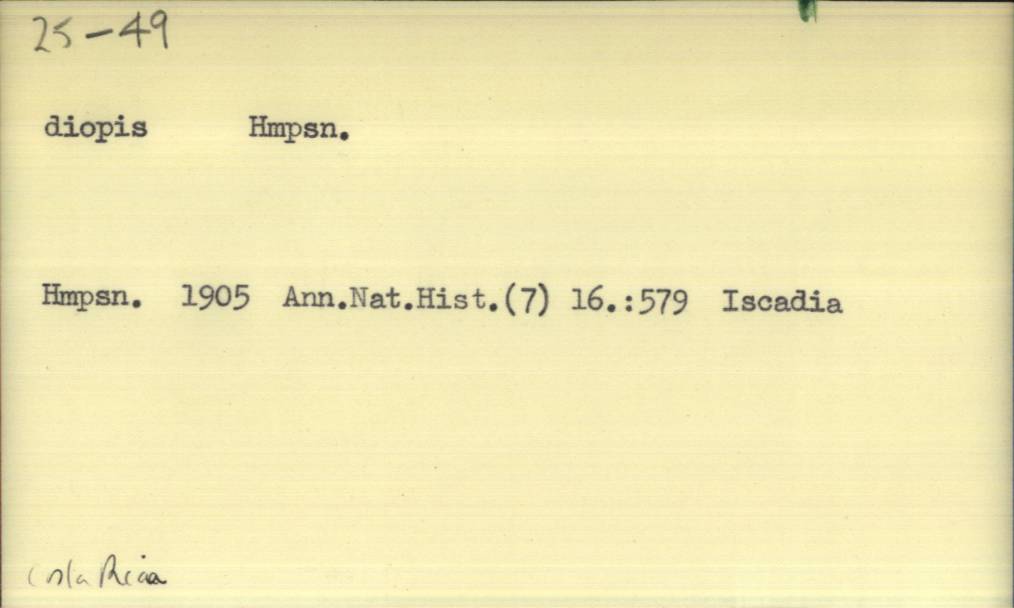 25-49
diopis Hmpsn.
Hmpsn. 1905 Ann.Nat.Hist.(7) 16.:579 Iscadia
Costa Rica